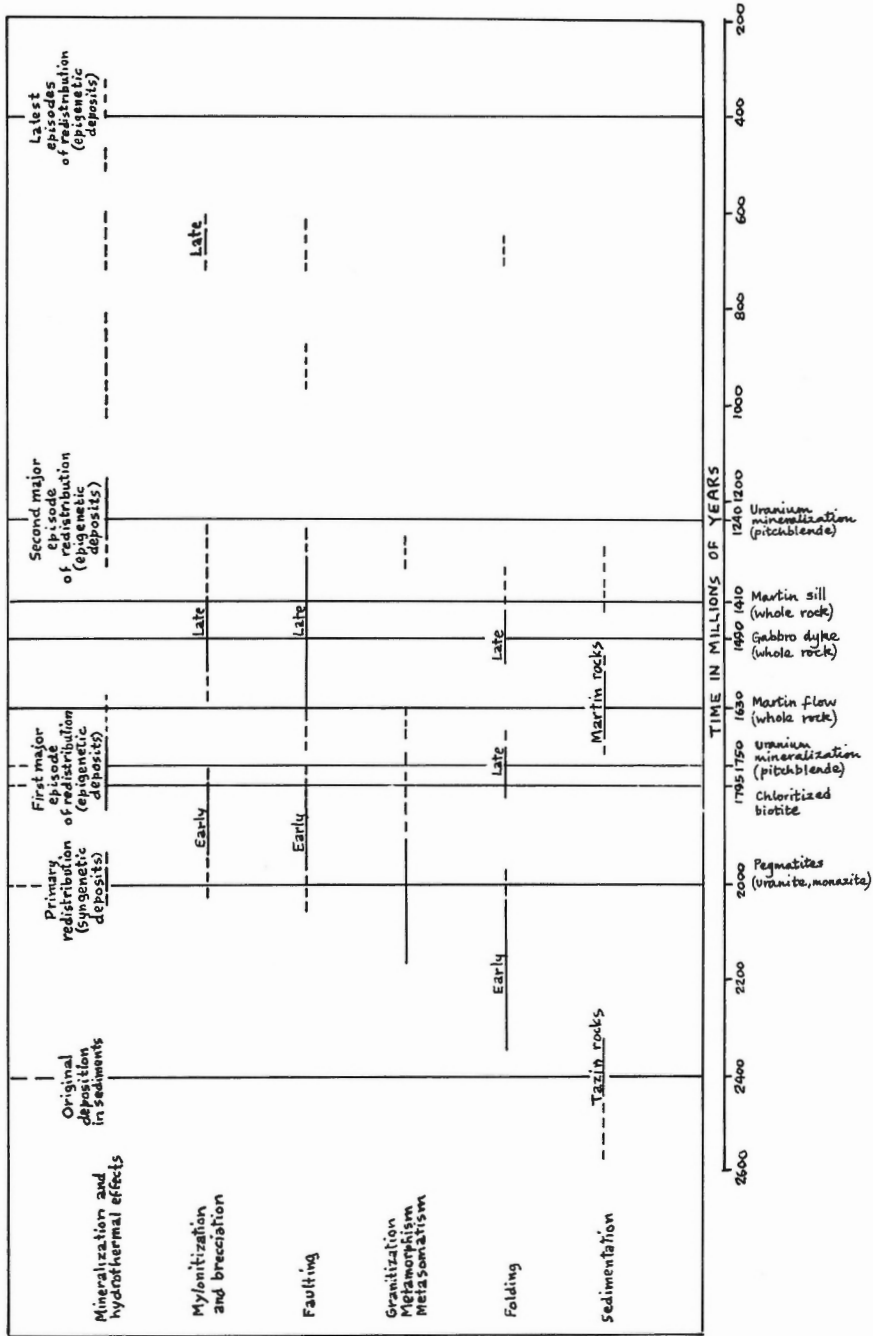 Mineralization and
hydrothermal effects
Original
deposition
in sediments
Primary
redistribution
(syngenetic
deposits)
First major
episode
of redistribution
(epigenetic
deposits)
Second major
episode
of redistribution
(epigenetic
deposits)
Latest
episodes
of redistribution
(epigenetic
deposits)
Mylonitization
and brecciation
Early
Late
Late
Faulting
Early
Late
Granitization
Metamorphism
Metasomatism
Folding
Early
Late
Late
Sedimentation
Tazin rocks
Martin rocks
TIME IN MILLIONS OF YEARS
2600
2400
2200
2000
1795
1750
1630
1490
1410
1240
1200
1000
800
600
400
200
Pegmatites
(uranite, monazite)
Chloritized
biotite
Uranium
mineralization
(pitchblende)
Martin flow
(whole rock)
Gabbro dyke
(whole rock)
Martin sill
(whole rock)
Uranium
mineralization
(pitchblende)